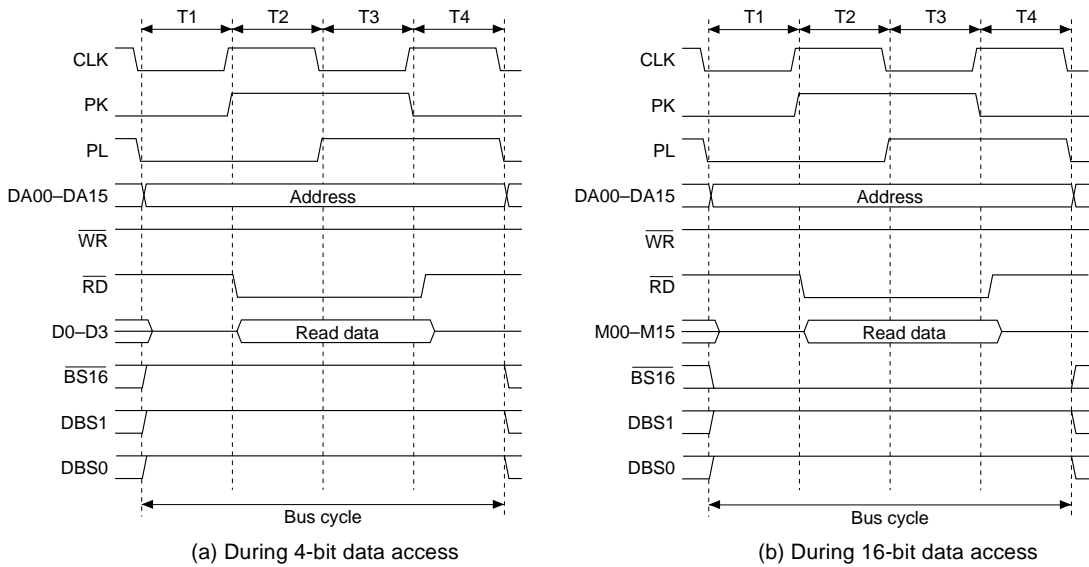 T1 T2 T3 T4
CLK
PK
PL
DA00–DA15 Address
WR
RD
D0–D3 Read data
BS16
DBS1
DBS0
Bus cycle
(a) During 4-bit data access
T1 T2 T3 T4
CLK
PK
PL
DA00–DA15 Address
WR
RD
M00–M15 Read data
BS16
DBS1
DBS0
Bus cycle
(b) During 16-bit data access